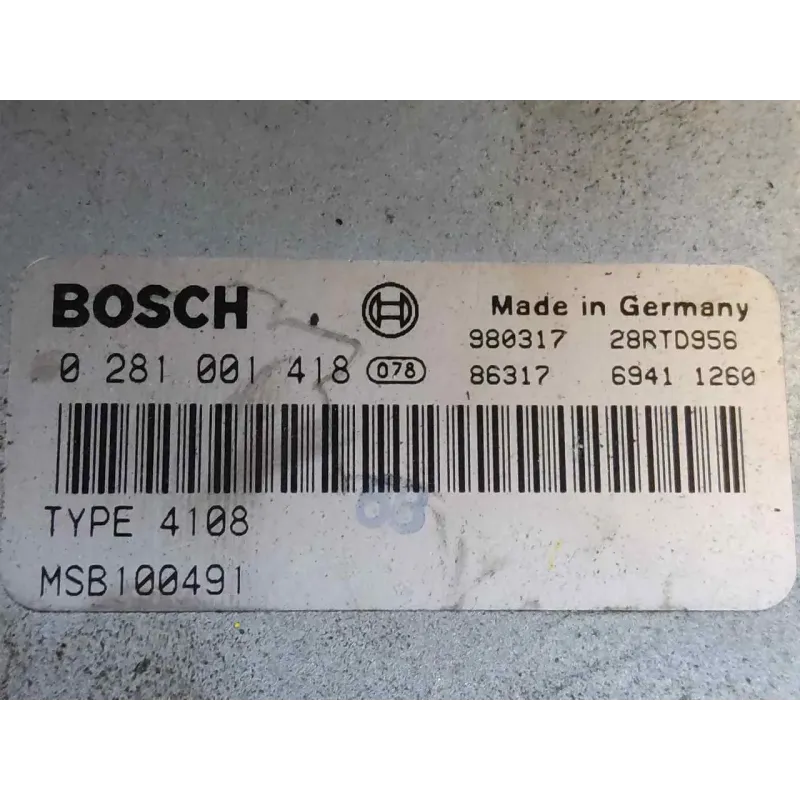 BOSCH
Made in Germany
980317 28RTD956
0 281 001 418 078
86317 6941 1260
TYPE 4108
MSB100491